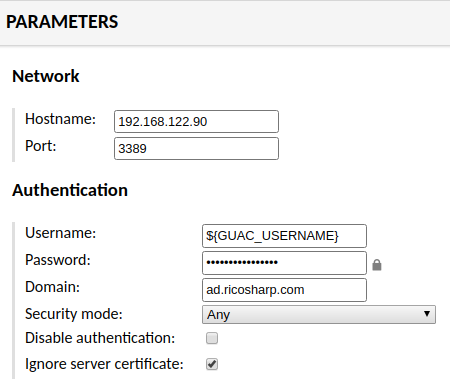 PARAMETERS
Network
Hostname: 192.168.122.90
Port: 3389
Authentication
Username: ${GUAC_USERNAME}
Password: ••••••••••••••••
Domain: ad.ricosharp.com
Security mode: Any
Disable authentication:
Ignore server certificate: